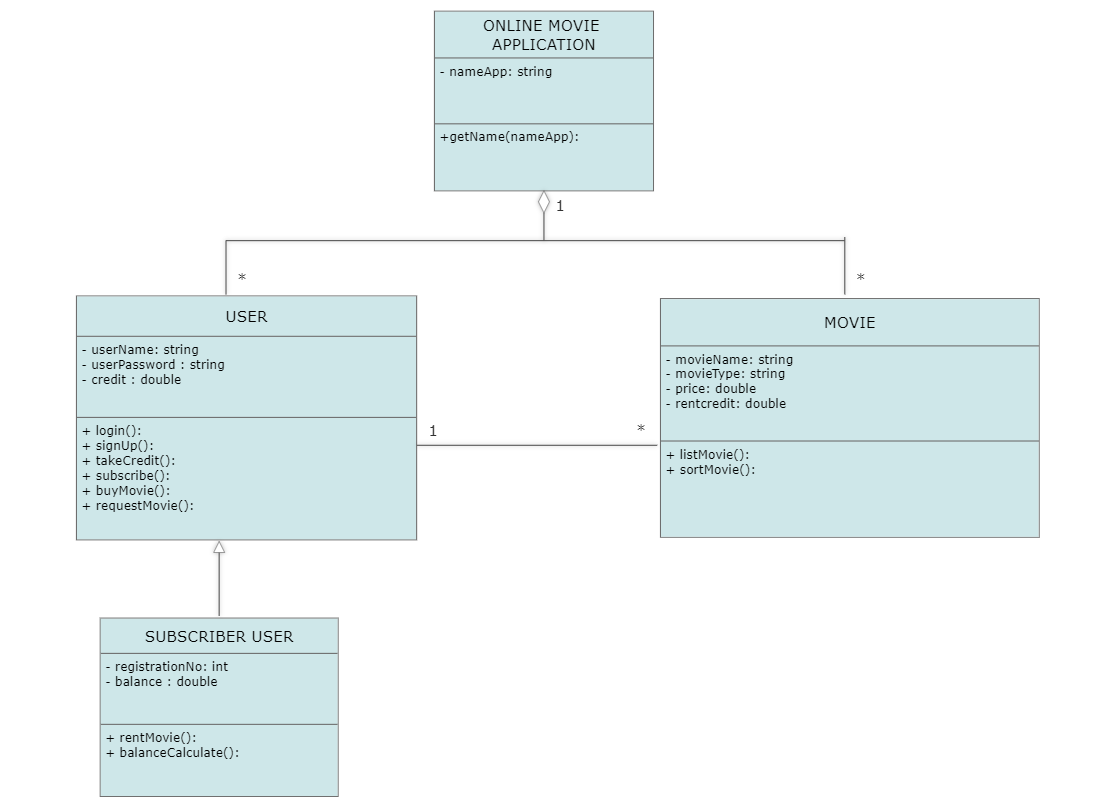 ONLINE MOVIE
APPLICATION
- nameApp: string
+getName(nameApp):
1
*
*
USER
- userName: string
- userPassword : string
- credit : double
+ login():
+ signUp():
+ takeCredit():
+ subscribe():
+ buyMovie():
+ requestMovie():
1
*
MOVIE
- movieName: string
- movieType: string
- price: double
- rentcredit: double
+ listMovie():
+ sortMovie():
SUBSCRIBER USER
- registrationNo: int
- balance : double
+ rentMovie():
+ balanceCalculate():